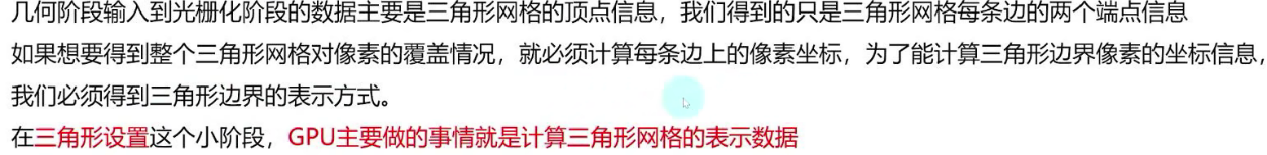 几何阶段输入到光栅化阶段的数据主要是三角形网格的顶点信息，我们得到的只是三角形网格每条边的两个端点信息
如果想要得到整个三角形网格对像素的覆盖情况，就必须计算每条边上的像素坐标，为了能计算三角形边界像素的坐标信息，
我们必须得到三角形边界的表示方式。
在三角形设置这个小阶段，GPU主要做的事情就是计算三角形网格的表示数据